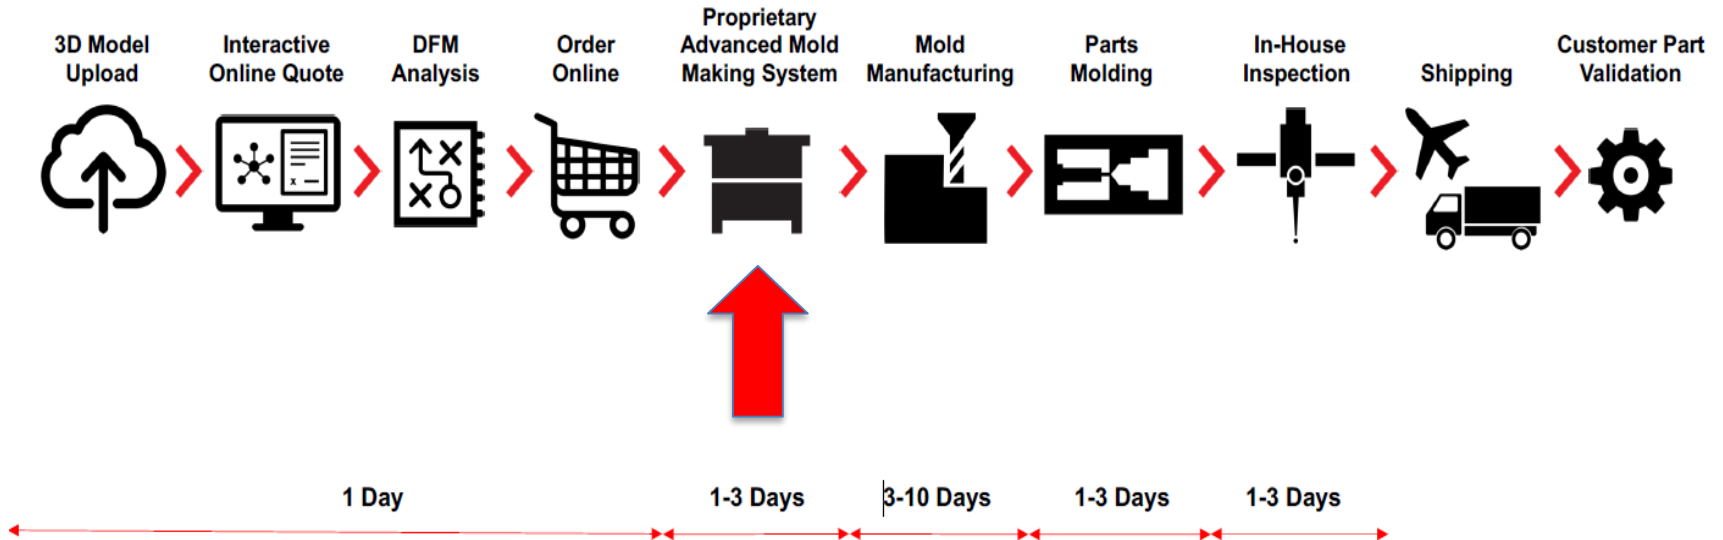 3D Model
Upload
Interactive
Online Quote
DFM
Analysis
Order
Online
Proprietary
Advanced Mold
Making System
Mold
Manufacturing
Parts
Molding
In-House
Inspection
Shipping
Customer Part
Validation
1 Day
1-3 Days
3-10 Days
1-3 Days
1-3 Days